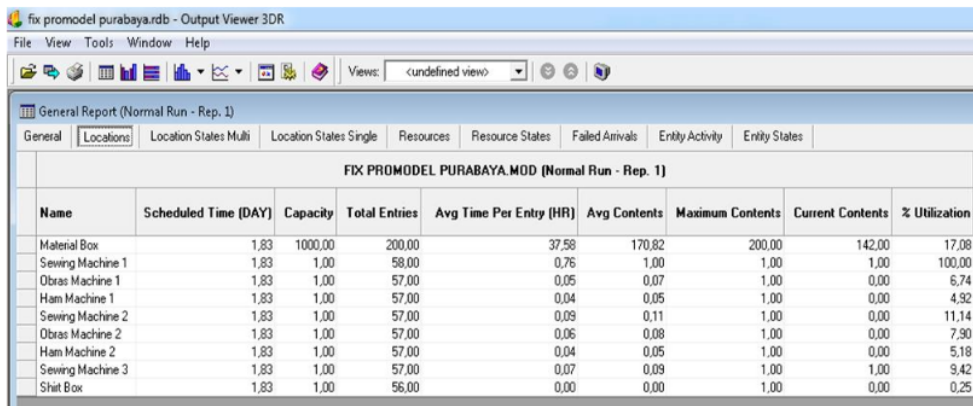 fix promodel purabaya.rdb - Output Viewer 3DR
File View Tools Window Help
Views: <undefined view>
General Report (Normal Run - Rep. 1)
General Locations Location States Multi Location States Single Resources Resource States Failed Arrivals Entity Activity Entity States
FIX PROMODEL PURABAYA.MOD (Normal Run - Rep. 1)
Name Scheduled Time (DAY) Capacity Total Entries Avg Time Per Entry (HR) Avg Contents Maximum Contents Current Contents % Utilization
Material Box 1,83 1000,00 200,00 37,58 170,82 200,00 142,00 17,08
Sewing Machine 1 1,83 1,00 58,00 0,76 1,00 1,00 1,00 100,00
Obras Machine 1 1,83 1,00 57,00 0,05 0,07 1,00 0,00 6,74
Ham Machine 1 1,83 1,00 57,00 0,04 0,05 1,00 0,00 4,92
Sewing Machine 2 1,83 1,00 57,00 0,09 0,11 1,00 0,00 11,14
Obras Machine 2 1,83 1,00 57,00 0,06 0,08 1,00 0,00 7,90
Ham Machine 2 1,83 1,00 57,00 0,04 0,05 1,00 0,00 5,18
Sewing Machine 3 1,83 1,00 57,00 0,07 0,09 1,00 1,00 9,42
Shirt Box 1,83 1,00 56,00 0,00 0,00 1,00 0,00 0,25